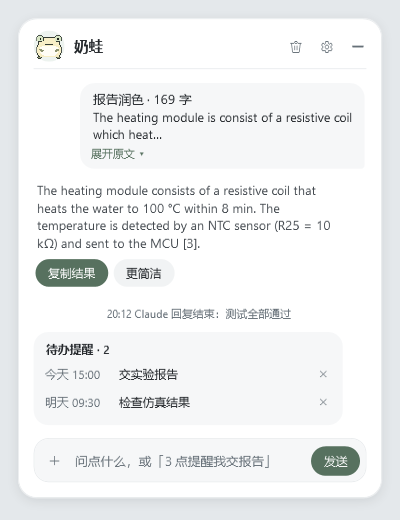 奶蛙
报告润色 · 169 字
The heating module is consist of a resistive coil
which heat...
展开原文 ▾
The heating module consists of a resistive coil that
heats the water to 100 °C within 8 min. The
temperature is detected by an NTC sensor (R25 = 10
kΩ) and sent to the MCU [3].
复制结果 更简洁
20:12 Claude 回复结束：测试全部通过
待办提醒 · 2
今天 15:00 交实验报告 ×
明天 09:30 检查仿真结果 ×
+ 问点什么，或「3 点提醒我交报告」 发送